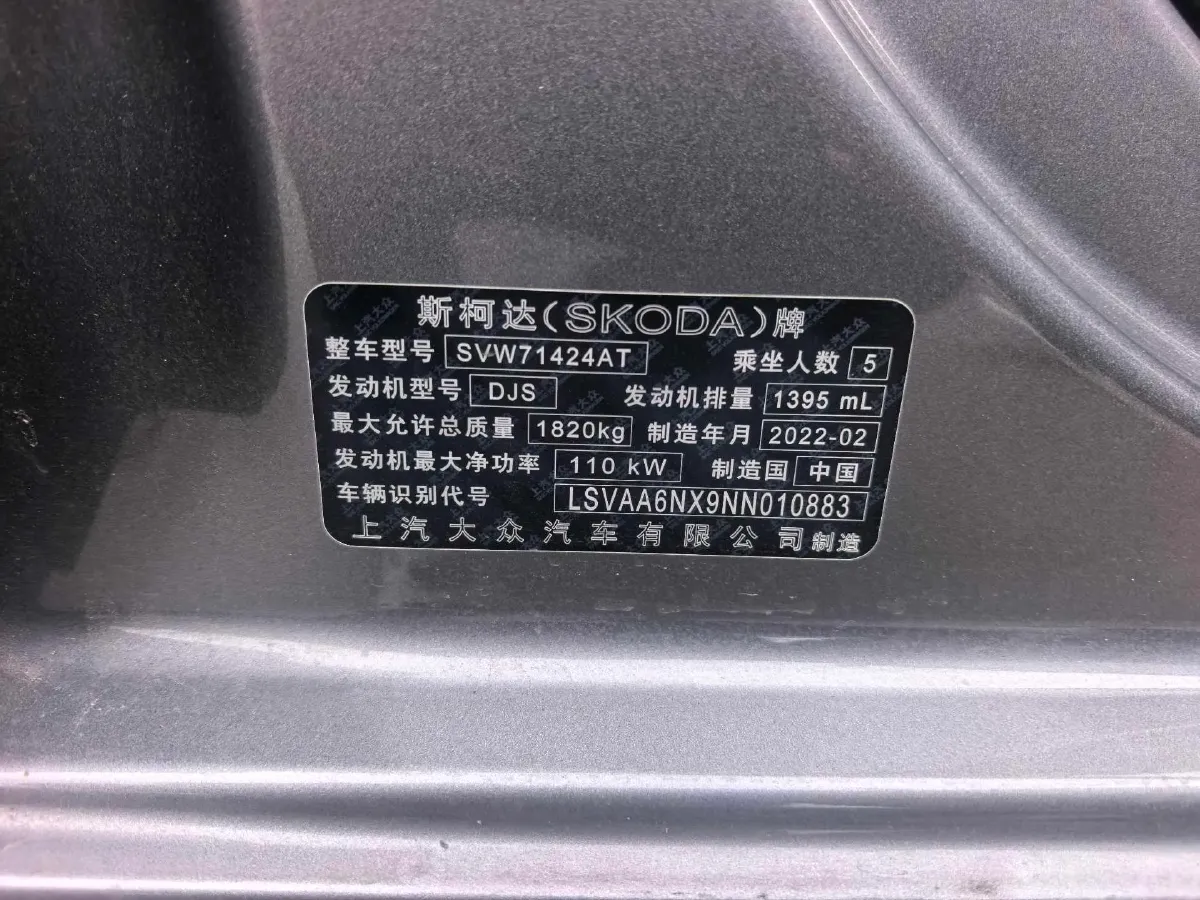 斯柯达(SKODA)牌
整车型号 SVW71424AT 乘坐人数 5
发动机型号 DJS 发动机排量 1395 mL
最大允许总质量 1820kg 制造年月 2022-02
发动机最大净功率 110 kW 制造国 中国
车辆识别代号 LSVAA6NX9NN010883
上汽大众汽车有限公司制造